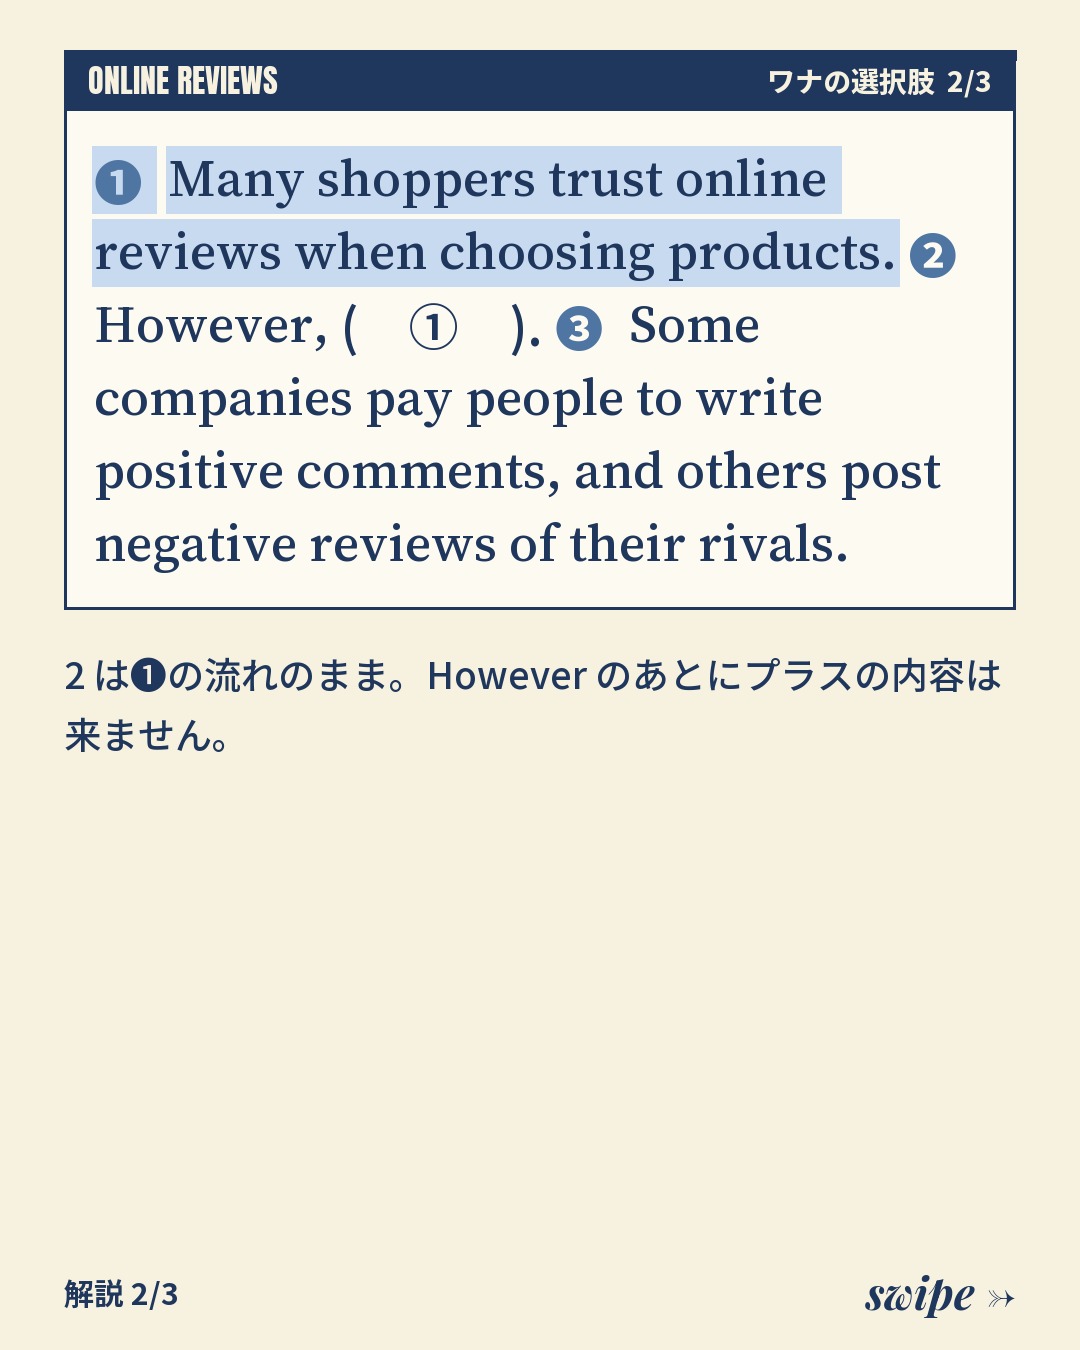 ONLINE REVIEWS
ワナの選択肢 2/3
❶ Many shoppers trust online
reviews when choosing products. ❷
However, ( ① ). ❸ Some
companies pay people to write
positive comments, and others post
negative reviews of their rivals.
2 は❶の流れのまま。However のあとにプラスの内容は
来ません。
解説 2/3
swipe